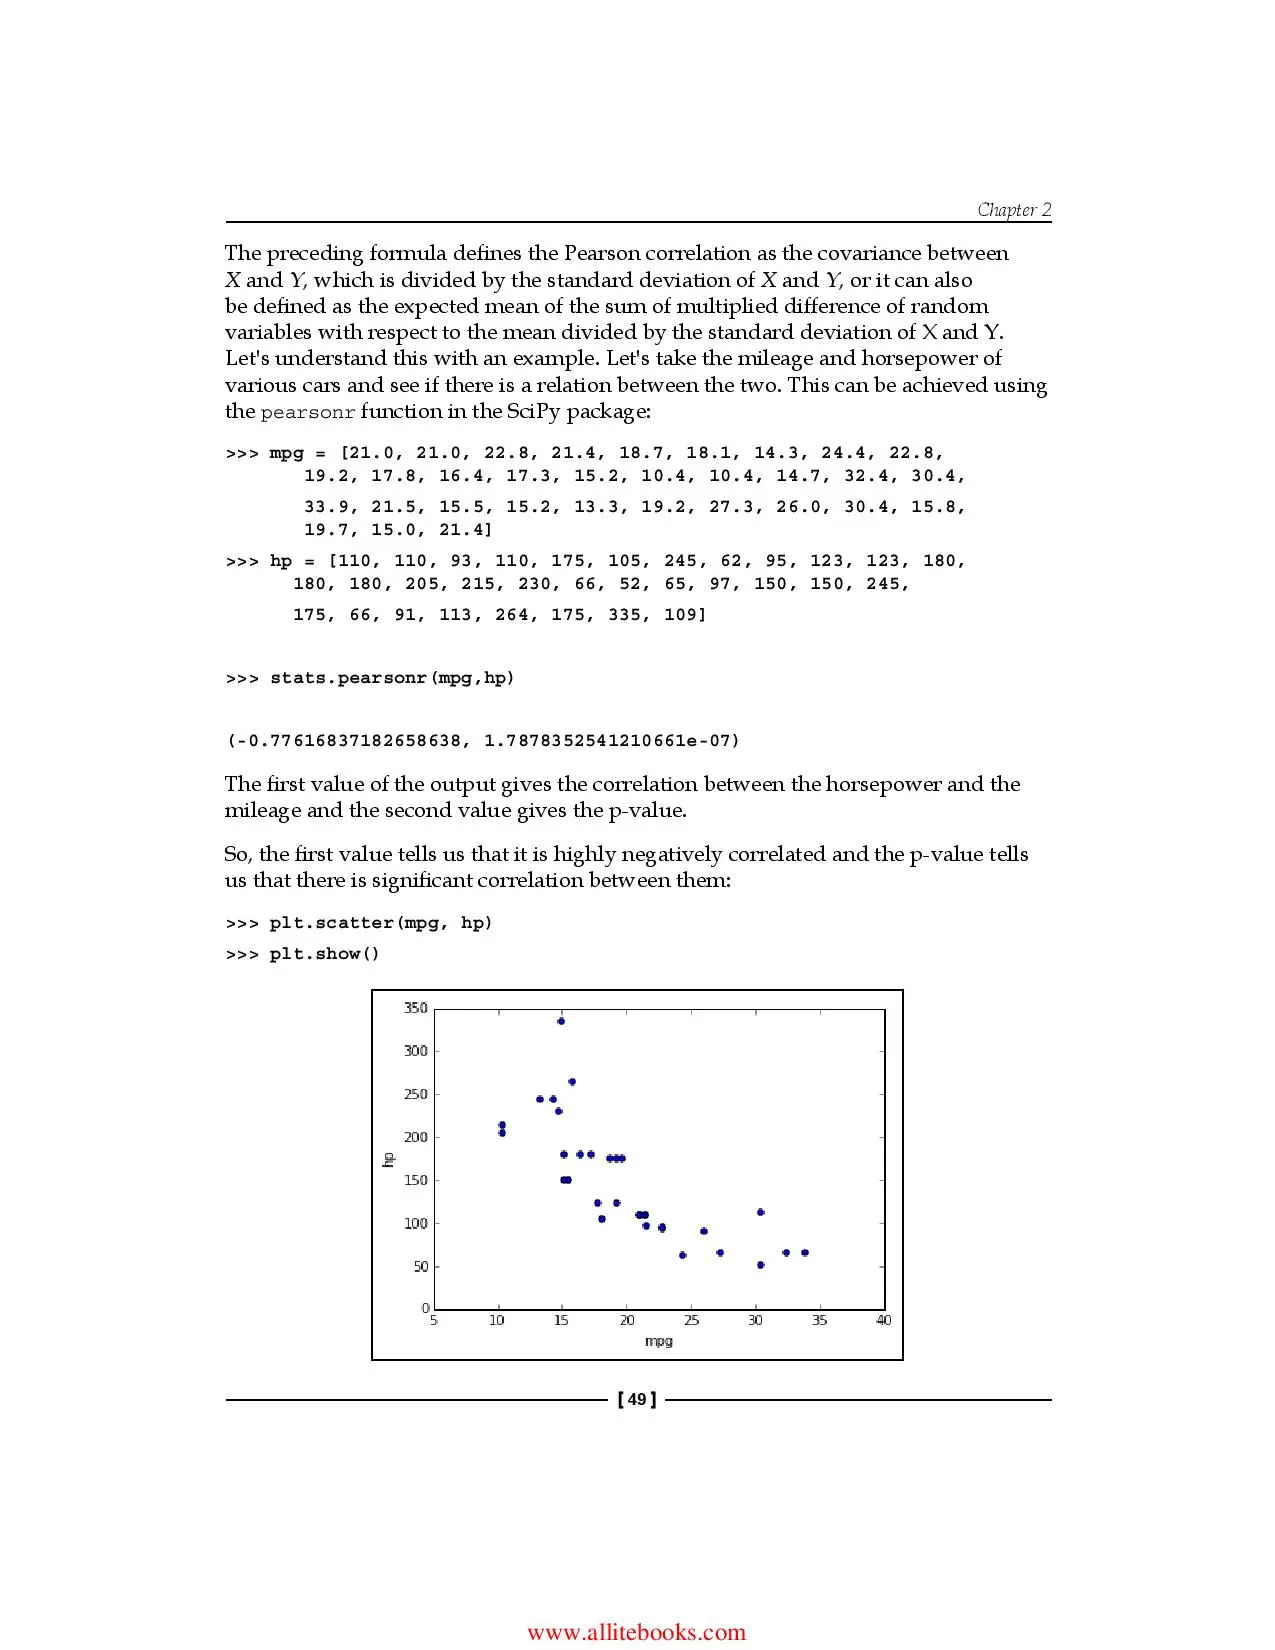 Chapter 2
The preceding formula defines the Pearson correlation as the covariance between
X and Y, which is divided by the standard deviation of X and Y, or it can also
be defined as the expected mean of the sum of multiplied difference of random
variables with respect to the mean divided by the standard deviation of X and Y.
Let's understand this with an example. Let's take the mileage and horsepower of
various cars and see if there is a relation between the two. This can be achieved using
the pearsonr function in the SciPy package:
>>> mpg = [21.0, 21.0, 22.8, 21.4, 18.7, 18.1, 14.3, 24.4, 22.8,
19.2, 17.8, 16.4, 17.3, 15.2, 10.4, 10.4, 14.7, 32.4, 30.4,
33.9, 21.5, 15.5, 15.2, 13.3, 19.2, 27.3, 26.0, 30.4, 15.8,
19.7, 15.0, 21.4]
>>> hp = [110, 110, 93, 110, 175, 105, 245, 62, 95, 123, 123, 180,
180, 180, 205, 215, 230, 66, 52, 65, 97, 150, 150, 245,
175, 66, 91, 113, 264, 175, 335, 109]
>>> stats.pearsonr(mpg,hp)
(-0.77616837182658638, 1.7878352541210661e-07)
The first value of the output gives the correlation between the horsepower and the
mileage and the second value gives the p-value.
So, the first value tells us that it is highly negatively correlated and the p-value tells
us that there is significant correlation between them:
>>> plt.scatter(mpg, hp)
>>> plt.show()
350
300
250
200
hp
150
100
50
0
5 10 15 20 25 30 35 40
mpg
[ 49 ]
www.allitebooks.com